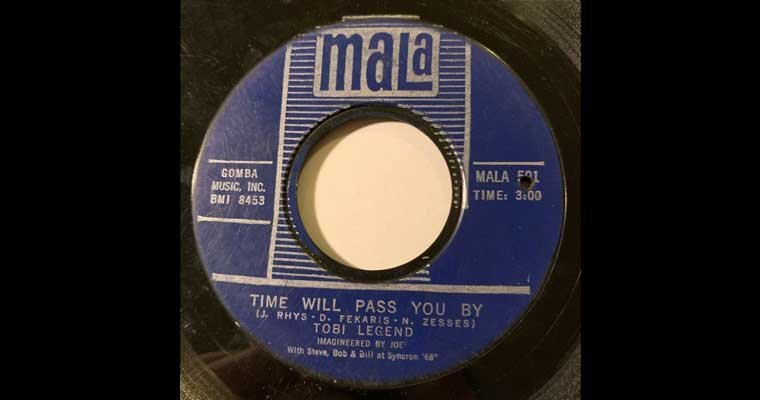 mala
GOMBA
MUSIC, INC.
BMI 8453
MALA 591
TIME: 3:00
TIME WILL PASS YOU BY
(J. RHYS - D. FEKARIS - N. ZESSES)
TOBI LEGEND
IMAGINEERED BY JOE'
With Steve, Bob & Bill at Syncron '68"